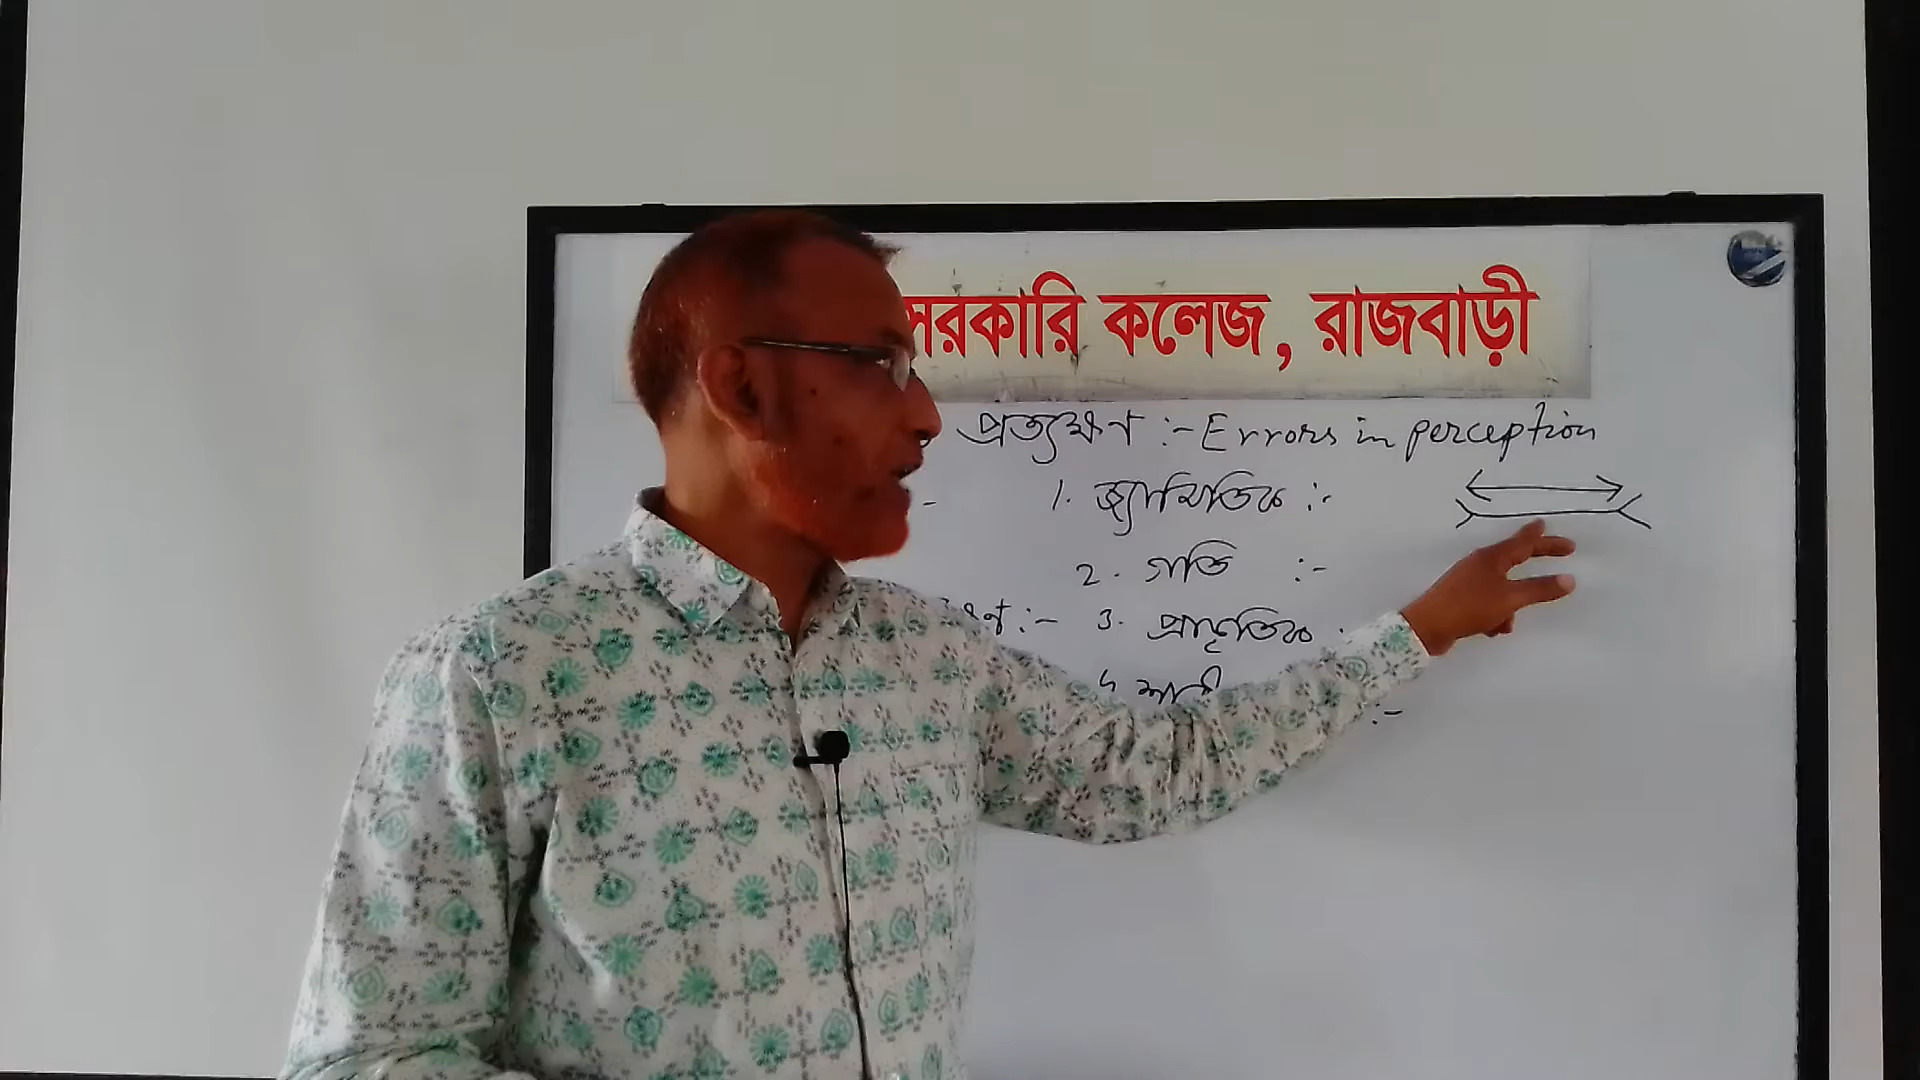 সরকারি কলেজ, রাজবাড়ী
প্রত্যক্ষণ :- Errors in perception
1. জ্যামিতিক :-
2. গতি :-
3. প্রাকৃতিক
:-